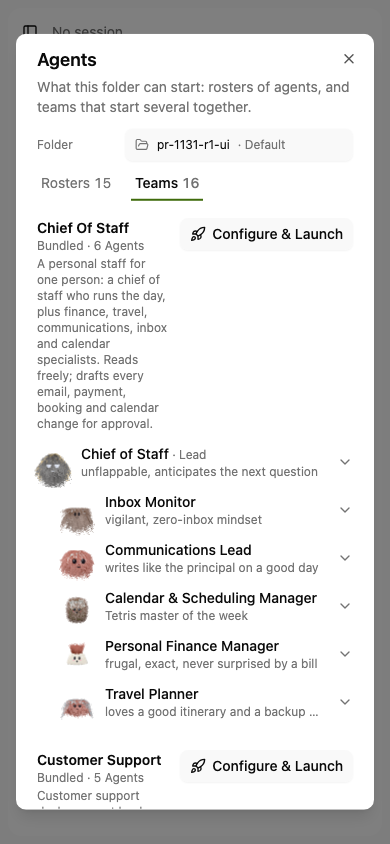 No session
Agents
What this folder can start: rosters of agents, and
teams that start several together.
Folder
pr-1131-r1-ui · Default
Rosters 15
Teams 16
Chief Of Staff
Configure & Launch
Bundled · 6 Agents
A personal staff for
one person: a chief of
staff who runs the day,
plus finance, travel,
communications, inbox
and calendar
specialists. Reads
freely; drafts every
email, payment,
booking and calendar
change for approval.
Chief of Staff · Lead
unflappable, anticipates the next question
Inbox Monitor
vigilant, zero-inbox mindset
Communications Lead
writes like the principal on a good day
Calendar & Scheduling Manager
Tetris master of the week
Personal Finance Manager
frugal, exact, never surprised by a bill
Travel Planner
loves a good itinerary and a backup ...
Customer Support
Configure & Launch
Bundled · 5 Agents
Customer support